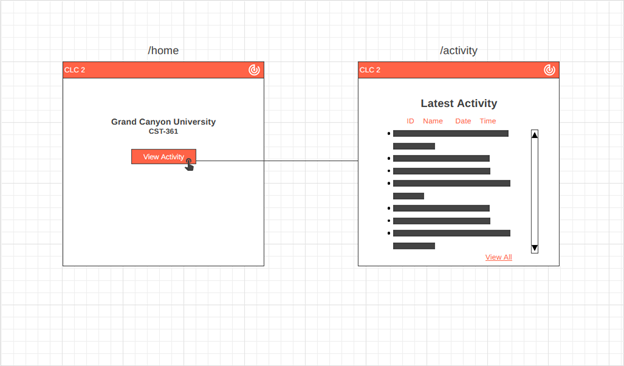 /home
CLC 2
Grand Canyon University
CST-361
View Activity
/activity
CLC 2
Latest Activity
ID Name Date Time
View All